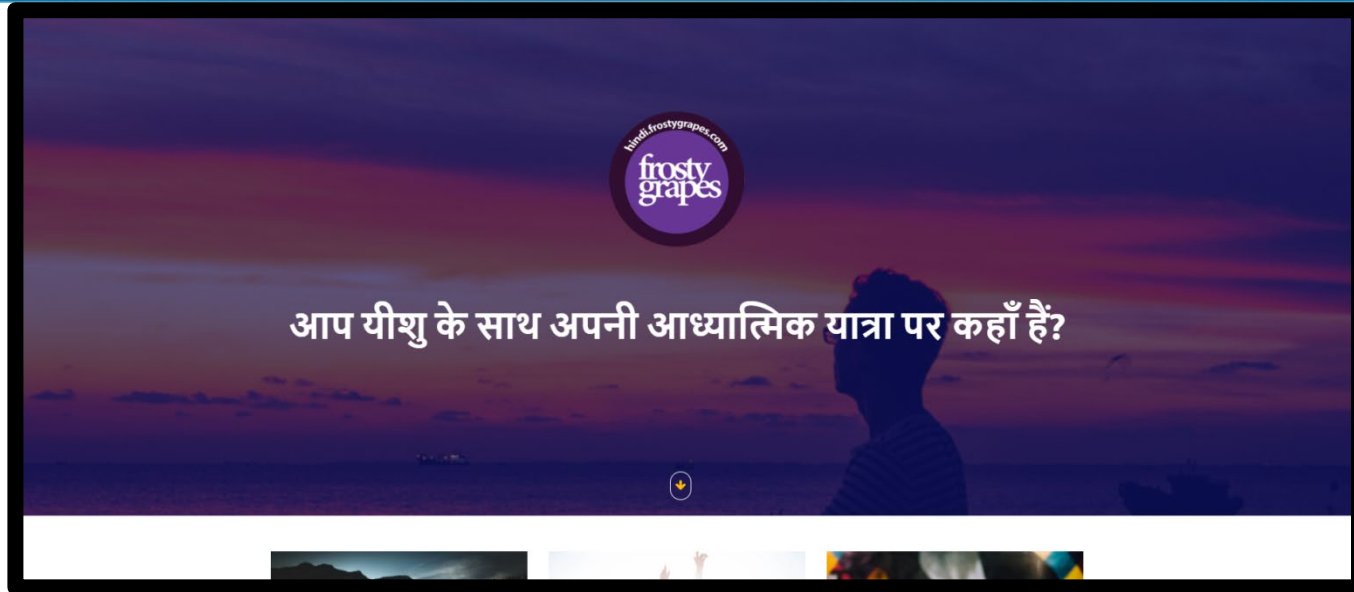 hindi.frostygrapes.com
frosty
grapes
आप यीशु के साथ अपनी आध्यात्मिक यात्रा पर कहाँ हैं?